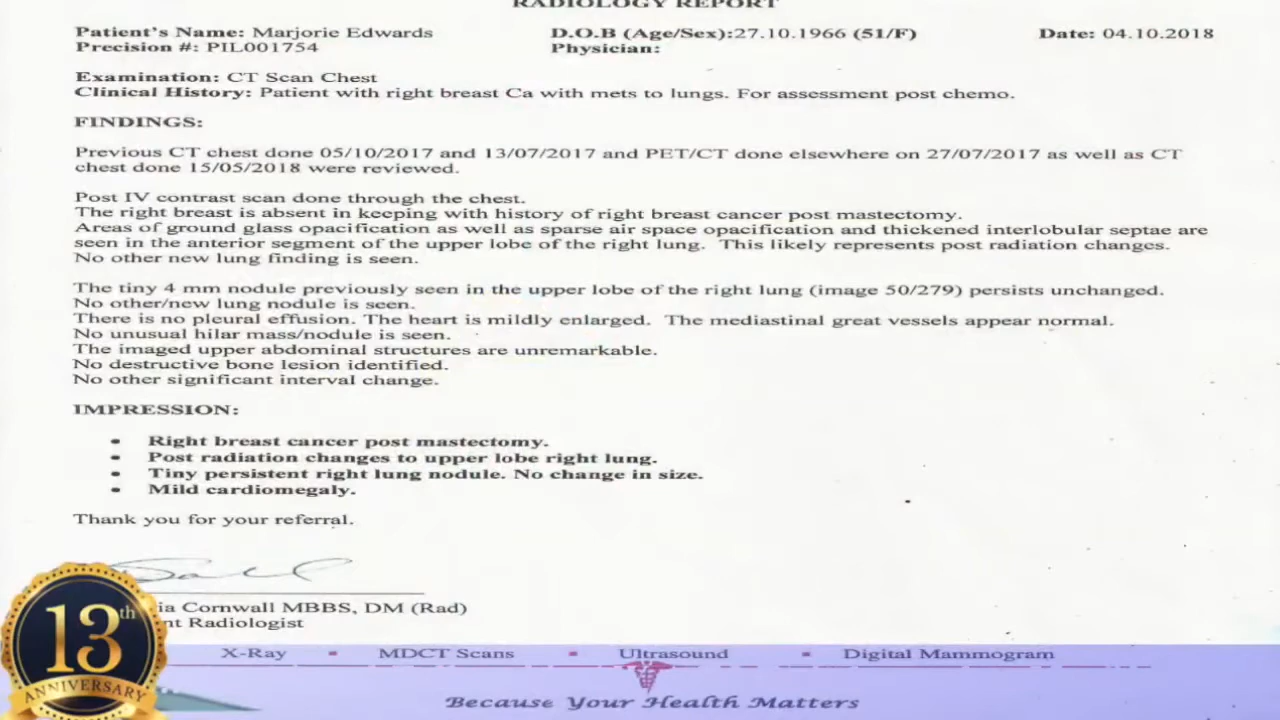 RADIOLOGY REPORT
Patient's Name: Marjorie Edwards D.O.B (Age/Sex):27.10.1966 (51/F) Date: 04.10.2018
Precision #: PIL001754 Physician:
Examination: CT Scan Chest
Clinical History: Patient with right breast Ca with mets to lungs. For assessment post chemo.
FINDINGS:
Previous CT chest done 05/10/2017 and 13/07/2017 and PET/CT done elsewhere on 27/07/2017 as well as CT
chest done 15/05/2018 were reviewed.
Post IV contrast scan done through the chest.
The right breast is absent in keeping with history of right breast cancer post mastectomy.
Areas of ground glass opacification as well as sparse air space opacification and thickened interlobular septae are
seen in the anterior segment of the upper lobe of the right lung. This likely represents post radiation changes.
No other new lung finding is seen.
The tiny 4 mm nodule previously seen in the upper lobe of the right lung (image 50/279) persists unchanged.
No other/new lung nodule is seen.
There is no pleural effusion. The heart is mildly enlarged. The mediastinal great vessels appear normal.
No unusual hilar mass/nodule is seen.
The imaged upper abdominal structures are unremarkable.
No destructive bone lesion identified.
No other significant interval change.
IMPRESSION:
• Right breast cancer post mastectomy.
• Post radiation changes to upper lobe right lung.
• Tiny persistent right lung nodule. No change in size.
• Mild cardiomegaly.
Thank you for your referral.
ia Cornwall MBBS, DM (Rad)
nt Radiologist
13th
ANNIVERSARY
X-Ray ▪ MDCT Scans ▪ Ultrasound ▪ Digital Mammogram
Because Your Health Matters